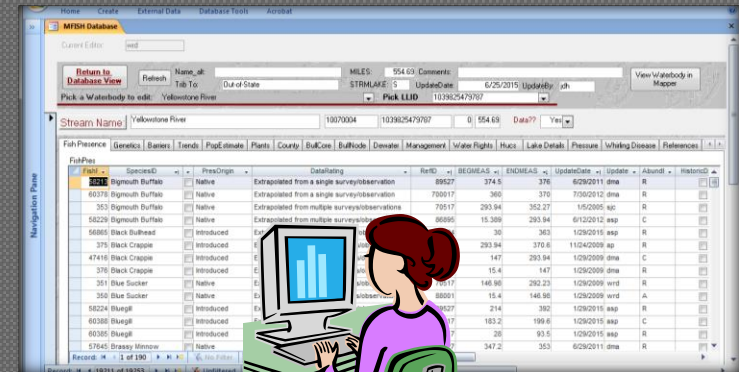 Home Create External Data Database Tools Acrobat
MFISH Database
Current Editor: wrd
Return to Database View Refresh Name_alt: MILES: 554.69 Comments: View Waterbody in Mapper
Trib To: Out-of-State STRMLAKE: S UpdateDate 6/25/2015 UpdateBy jdh
Pick a Waterbody to edit: Yellowstone River Pick LLID 1039825479787
Stream Name Yellowstone River 10070004 1039825479787 0 554.69 Data?? Yes
Fish Presence Genetics Barriers Trends PopEstimate Plants County BullCore BullNode Dewater Management Water Rights Hucs Lake Details Pressure Whirling Disease References
FishPres
FishI SpeciesID PresOrigin DataRating RefID BEGMEAS ENDMEAS UpdateDate Update Abundl HistoricD
58213 Bigmouth Buffalo Native Extrapolated from a single survey/observation 89527 374.5 376 6/29/2011 dma R
60378 Bigmouth Buffalo Native Extrapolated from a single survey/observation 700017 360 370 7/30/2012 dma R
353 Bigmouth Buffalo Native Extrapolated from multiple surveys/observations 70517 293.94 352.27 1/5/2005 sjc R
58229 Bigmouth Buffalo Native Extrapolated from multiple surveys/observations 86895 15.389 293.94 6/12/2012 asp C
56865 Black Bullhead Introduced 30 363 1/29/2015 asp R
375 Black Crappie Introduced 293.94 370.6 11/24/2009 ap R
47416 Black Crappie Introduced 147 293.94 1/29/2009 dma C
376 Black Crappie Introduced 15.4 147 1/29/2009 dma R
351 Blue Sucker Native 70517 146.98 292.23 1/29/2009 wrd R
350 Blue Sucker Native 88001 15.4 146.98 1/29/2009 wrd A
58224 Bluegill Introduced 214 392 1/29/2015 asp R
60388 Bluegill Introduced 183.2 199.6 1/29/2015 asp C
60385 Bluegill Introduced 28 93.5 1/29/2015 asp R
57645 Brassy Minnow Native 347.2 353 6/29/2011 dma R
Record: 1 of 190 No Filter
Record: 19211 of 19253 Unfiltered
Navigation Pane